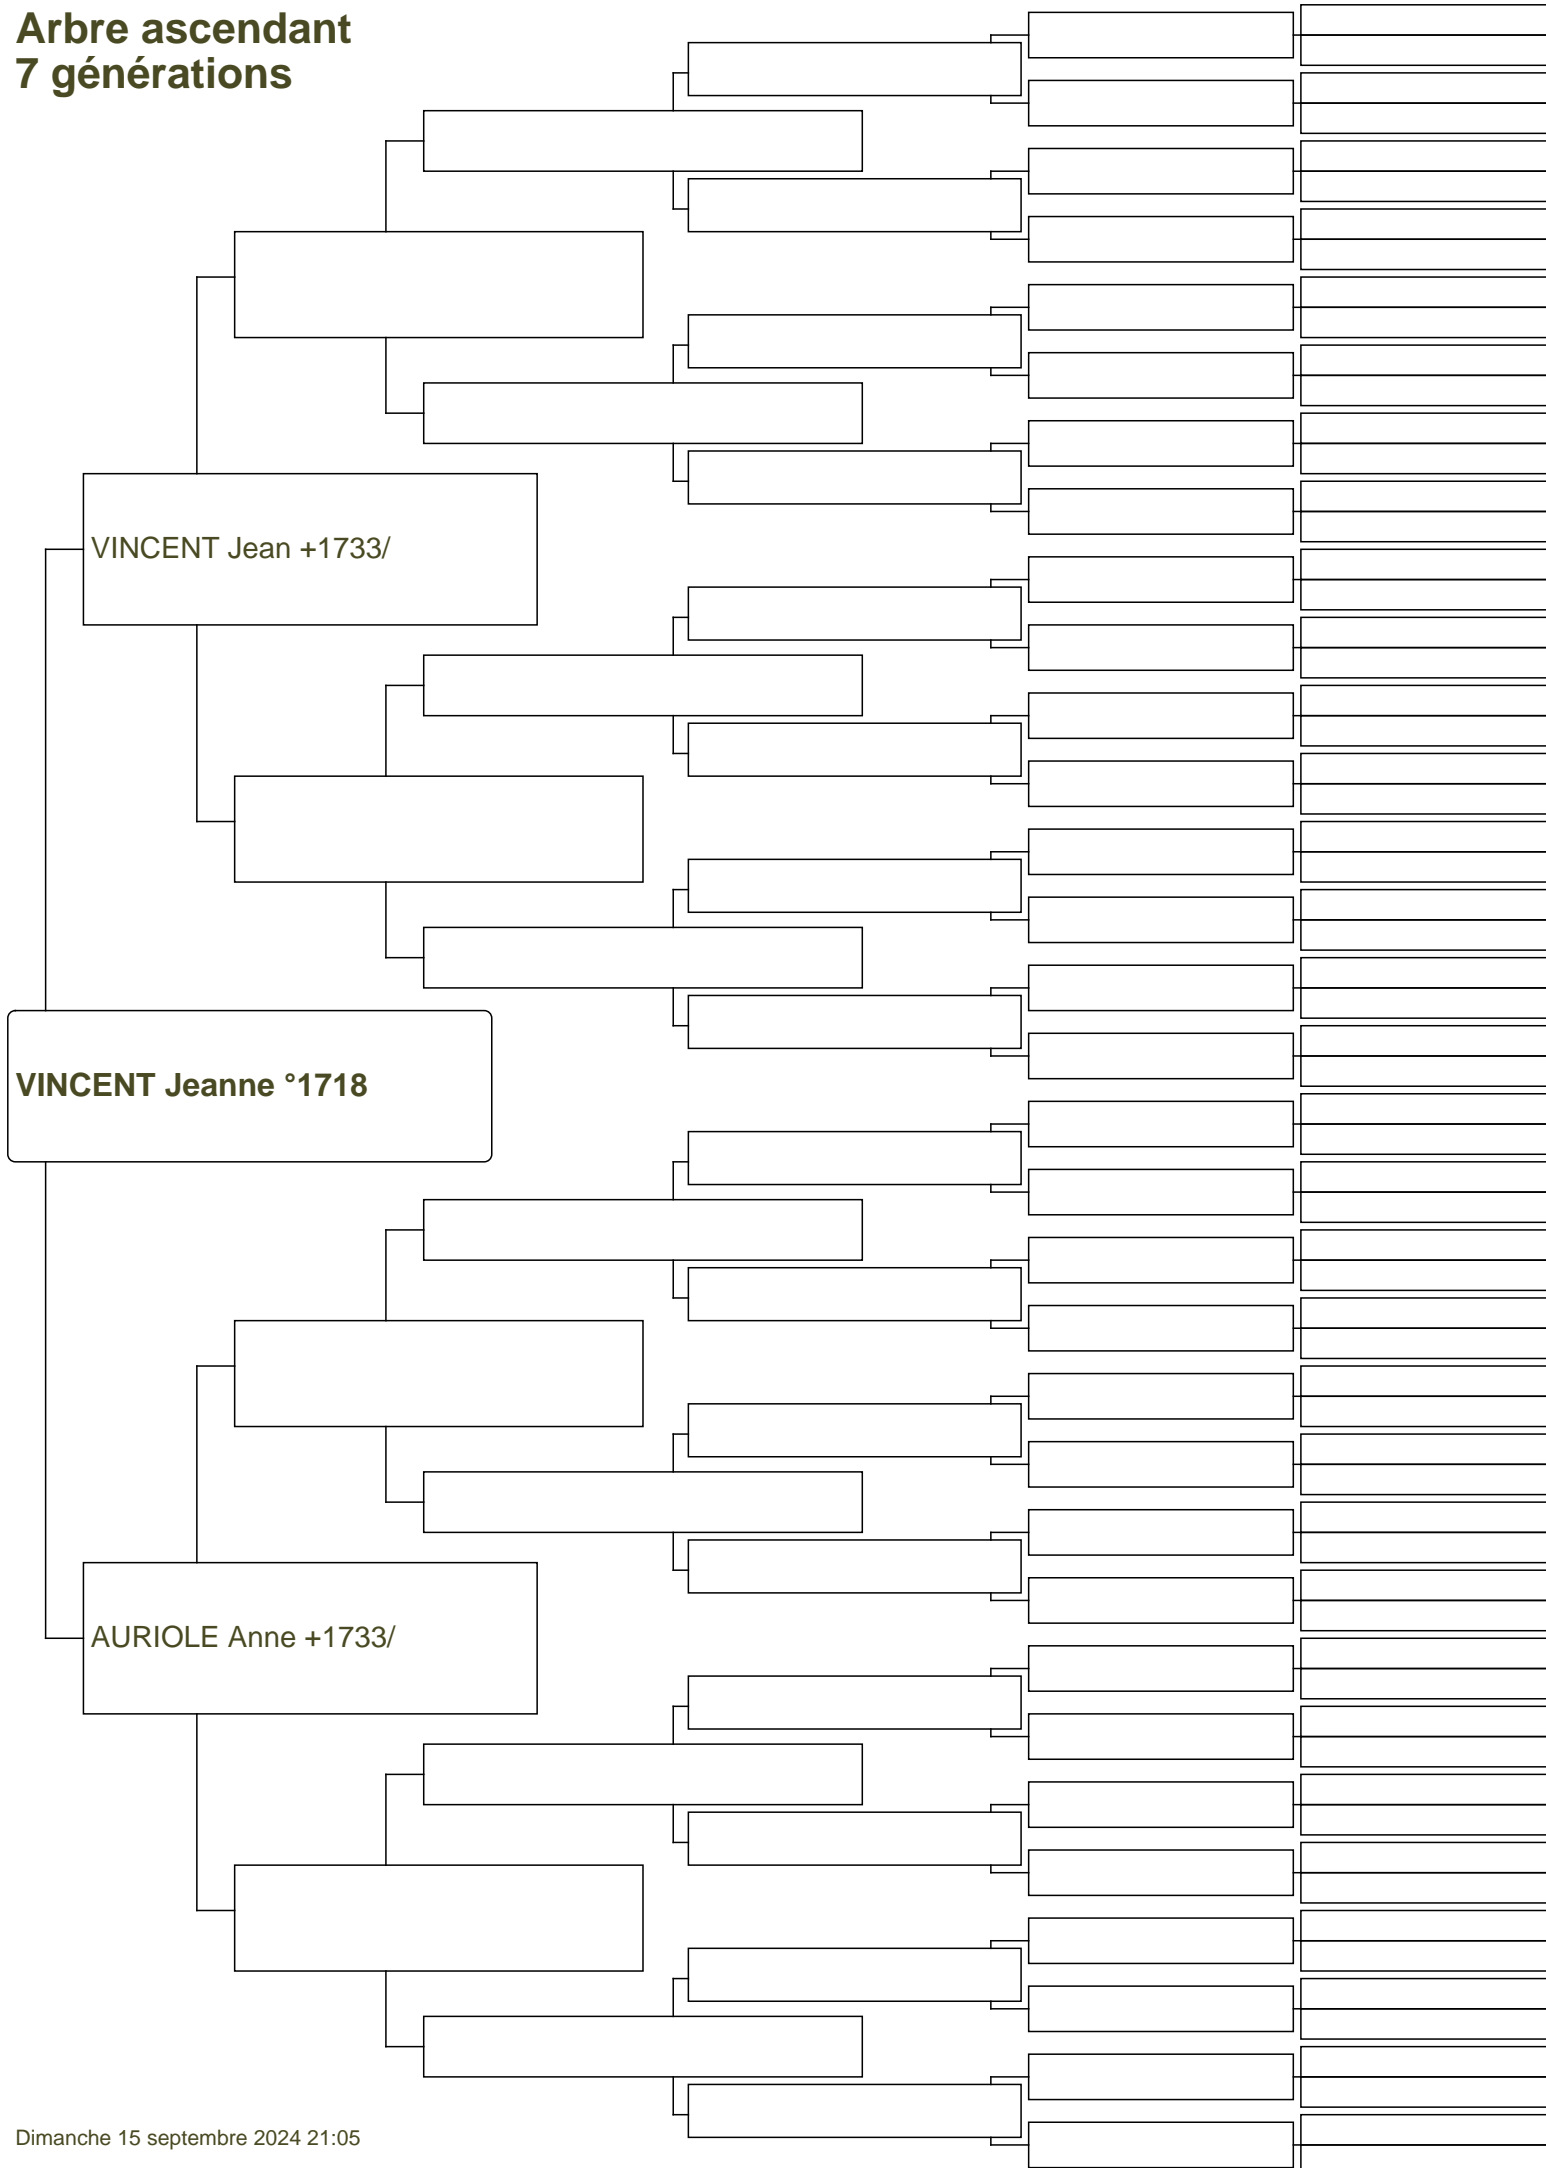 Arbre ascendant
7 générations
VINCENT Jean +1733/
VINCENT Jeanne °1718
AURIOLE Anne +1733/
Dimanche 15 septembre 2024 21:05